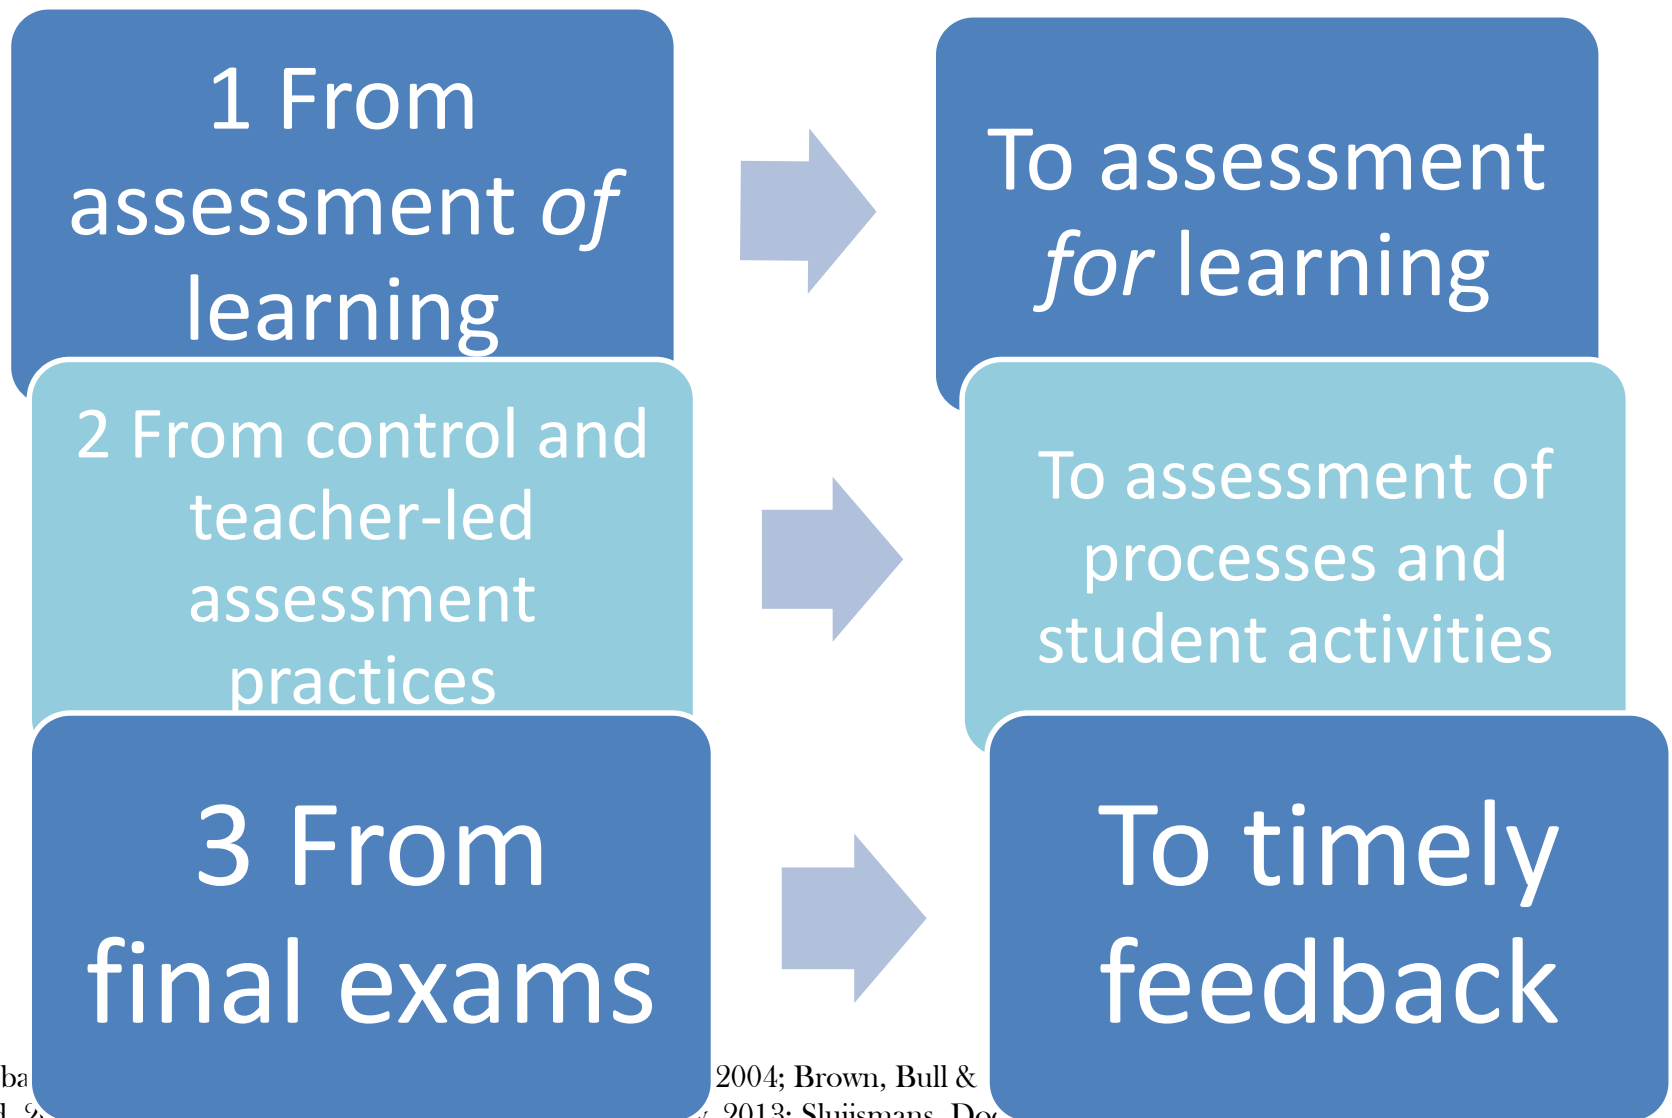 1 From
assessment of
learning
To assessment
for learning
2 From control and
teacher-led
assessment
practices
To assessment of
processes and
student activities
3 From
final exams
To timely
feedback
2004; Brown, Bull &
2013; Sluijsmans,